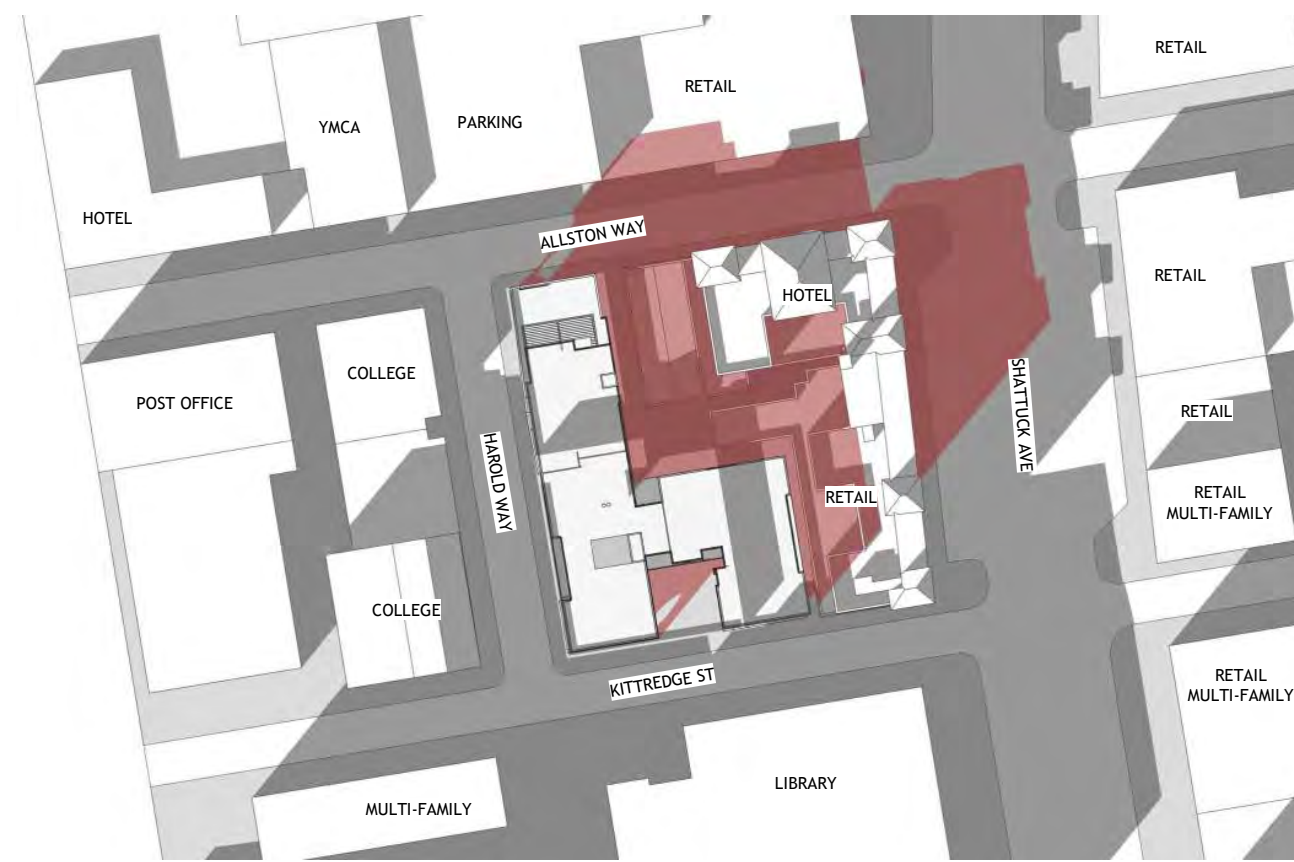 RETAIL
RETAIL
PARKING
YMCA
HOTEL
ALLSTON WAY
RETAIL
HOTEL
COLLEGE
POST OFFICE
SHATTUCK AVE
RETAIL
HAROLD WAY
RETAIL
RETAIL
MULTI-FAMILY
COLLEGE
KITTREDGE ST
RETAIL
MULTI-FAMILY
LIBRARY
MULTI-FAMILY